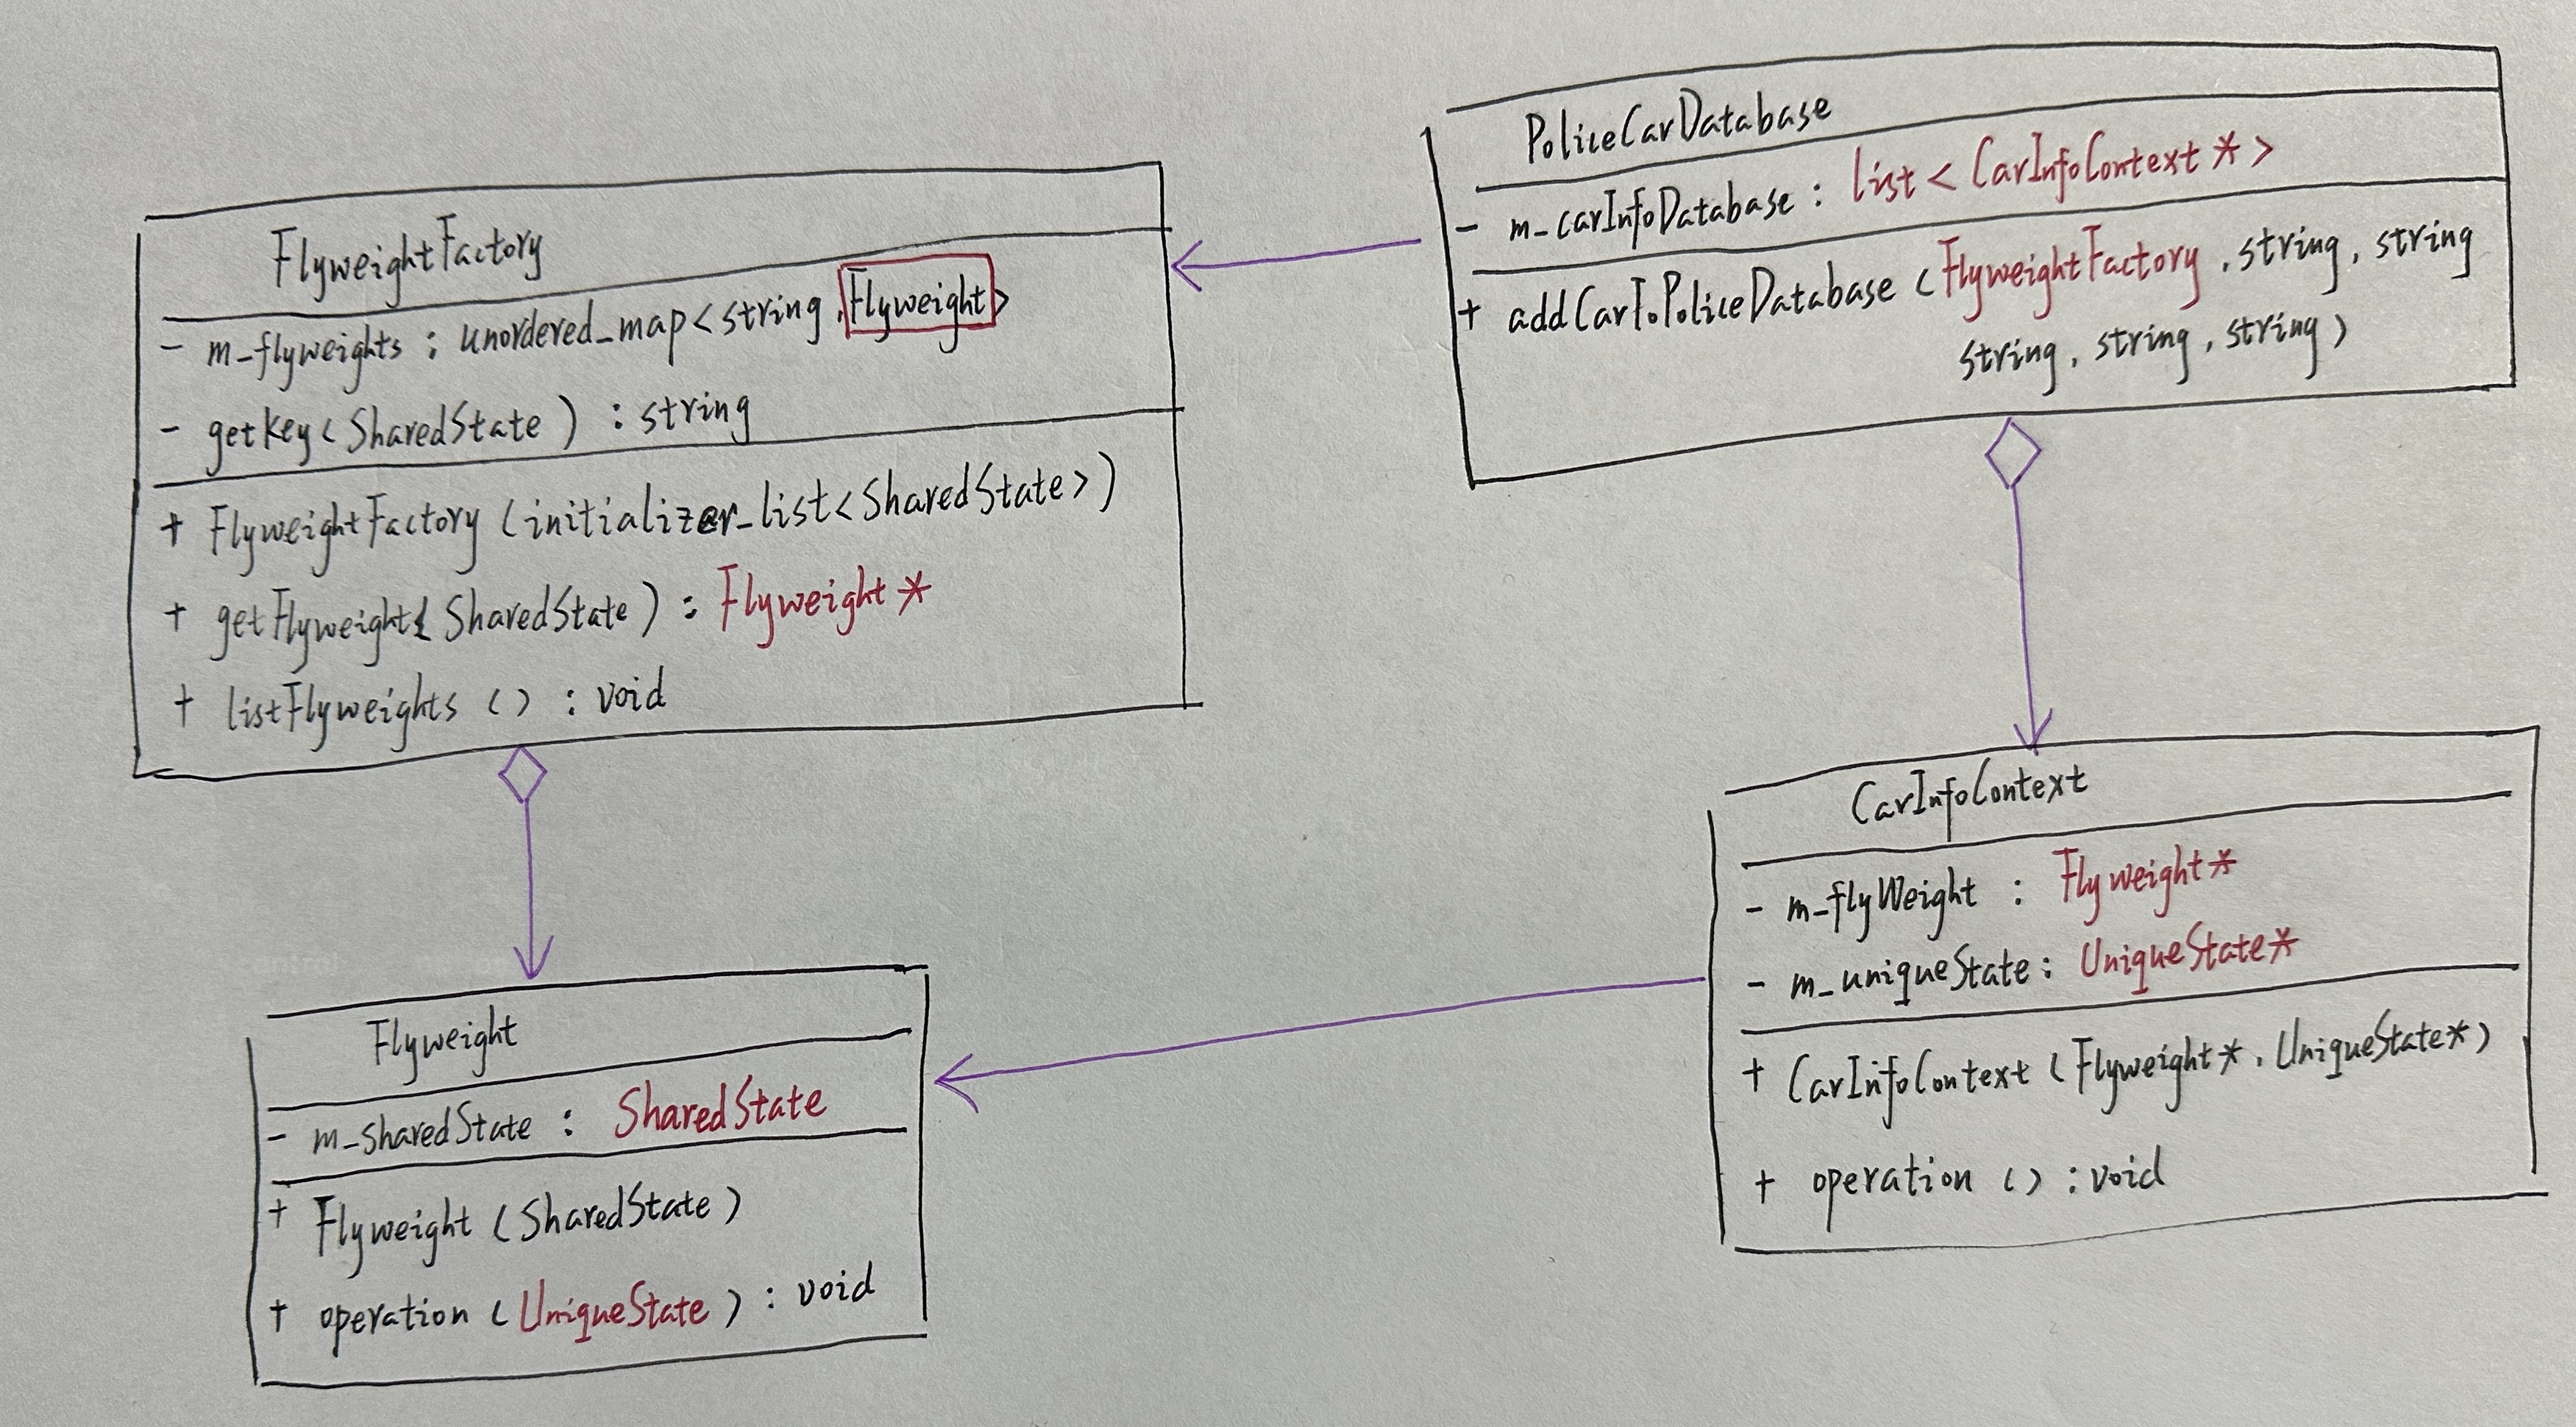 FlyweightFactory
- m_flyweights : unordered_map<string, Flyweight>
- getKey(SharedState) : string
+ FlyweightFactory (initializer_list<SharedState>)
+ getFlyweight(SharedState) : Flyweight*
+ listFlyweights () : void
PoliceCarDatabase
- m_carInfoDatabase : list<CarInfoContext*>
+ addCarToPoliceDatabase (FlyweightFactory, string, string
string, string, string)
Flyweight
- m_sharedState : SharedState
+ Flyweight (SharedState)
+ operation (UniqueState) : void
CarInfoContext
- m_flyWeight : Flyweight*
- m_uniqueState : UniqueState*
+ CarInfoContext (Flyweight*, UniqueState*)
+ operation () : void